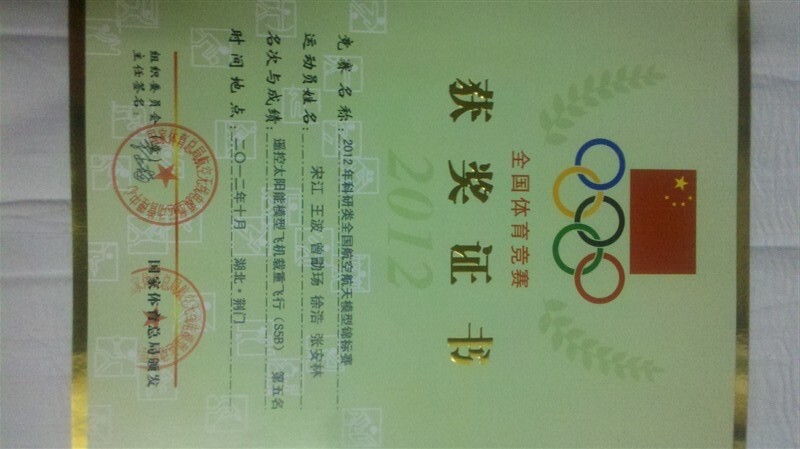 全国体育竞赛
获奖证书
2012
竞赛名称:2012年科研类全国航空航天模型锦标赛
运动员姓名:宋江 王波 曾勋玚 徐浩 张安林
名次与成绩:遥控太阳能模型飞机载重飞行(S5B) 第五名
时间地点:二〇一二年十月 湖北·荆门
组织委员会(章)
主任签名
国家体育总局颁发